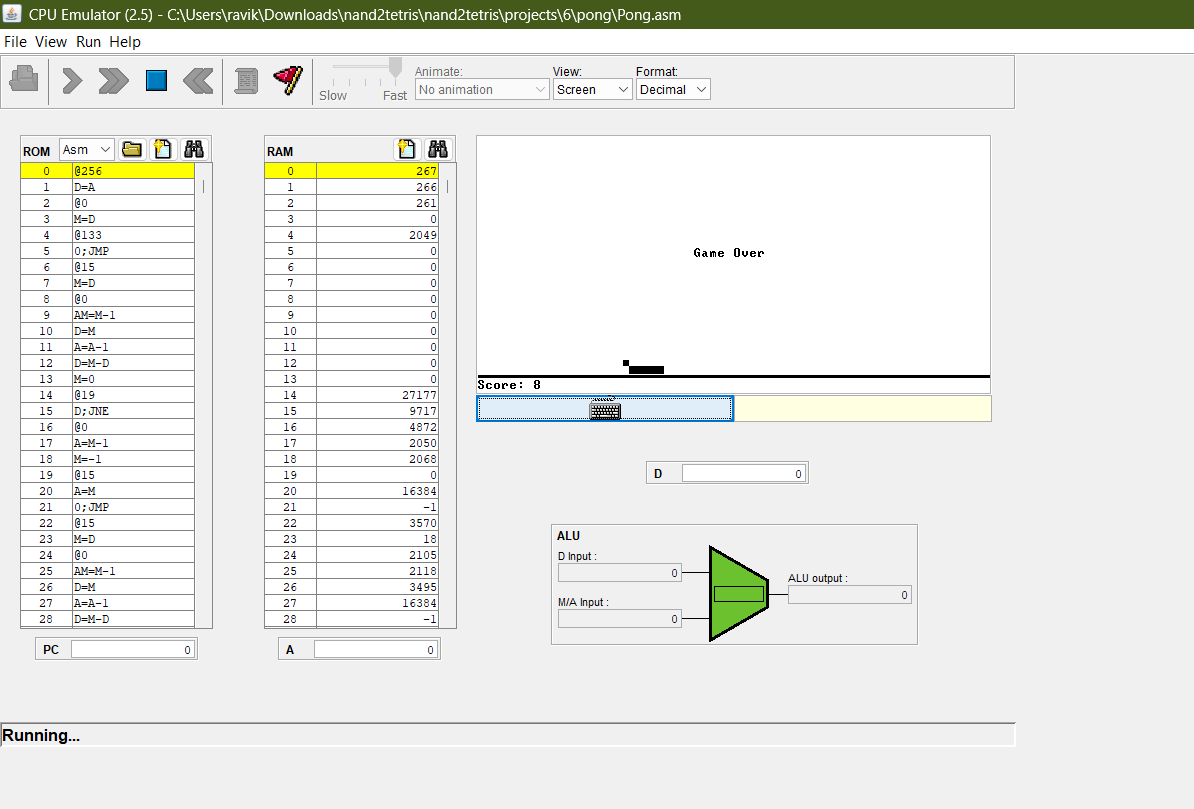 CPU Emulator (2.5) - C:\Users\ravik\Downloads\nand2tetris\nand2tetris\projects\6\pong\Pong.asm
File View Run Help
Slow Fast
Animate:
No animation
View:
Screen
Format:
Decimal
ROM Asm
0 @256
1 D=A
2 @0
3 M=D
4 @133
5 0;JMP
6 @15
7 M=D
8 @0
9 AM=M-1
10 D=M
11 A=A-1
12 D=M-D
13 M=0
14 @19
15 D;JNE
16 @0
17 A=M-1
18 M=-1
19 @15
20 A=M
21 0;JMP
22 @15
23 M=D
24 @0
25 AM=M-1
26 D=M
27 A=A-1
28 D=M-D
PC 0
RAM
0 267
1 266
2 261
3 0
4 2049
5 0
6 0
7 0
8 0
9 0
10 0
11 0
12 0
13 0
14 27177
15 9717
16 4872
17 2050
18 2068
19 0
20 16384
21 -1
22 3570
23 18
24 2105
25 2118
26 3495
27 16384
28 -1
A 0
Game Over
Score: 8
D 0
ALU
D Input :
0
M/A Input :
0
ALU output :
0
Running...